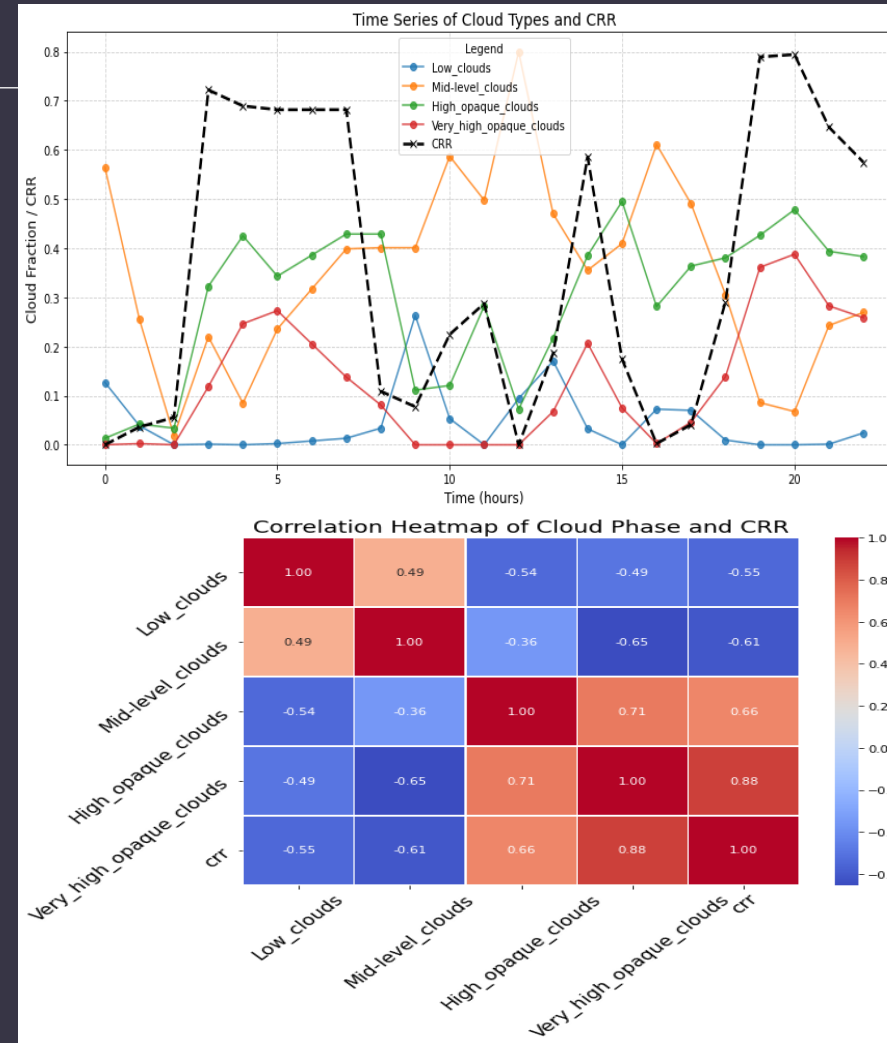 Time Series of Cloud Types and CRR
Cloud Fraction / CRR
0.8
0.7
0.6
0.5
0.4
0.3
0.2
0.1
0.0
Legend
Low_clouds
Mid-level_clouds
High_opaque_clouds
Very_high_opaque_clouds
CRR
0 5 10 15 20
Time (hours)
Correlation Heatmap of Cloud Phase and CRR
Low_clouds 1.00 0.49 -0.54 -0.49 -0.55
Mid-level_clouds 0.49 1.00 -0.36 -0.65 -0.61
High_opaque_clouds -0.54 -0.36 1.00 0.71 0.66
Very_high_opaque_clouds -0.49 -0.65 0.71 1.00 0.88
crr -0.55 -0.61 0.66 0.88 1.00
Low_clouds Mid-level_clouds High_opaque_clouds Very_high_opaque_clouds crr
1.0
0.8
0.6
0.4
0.2
0.0